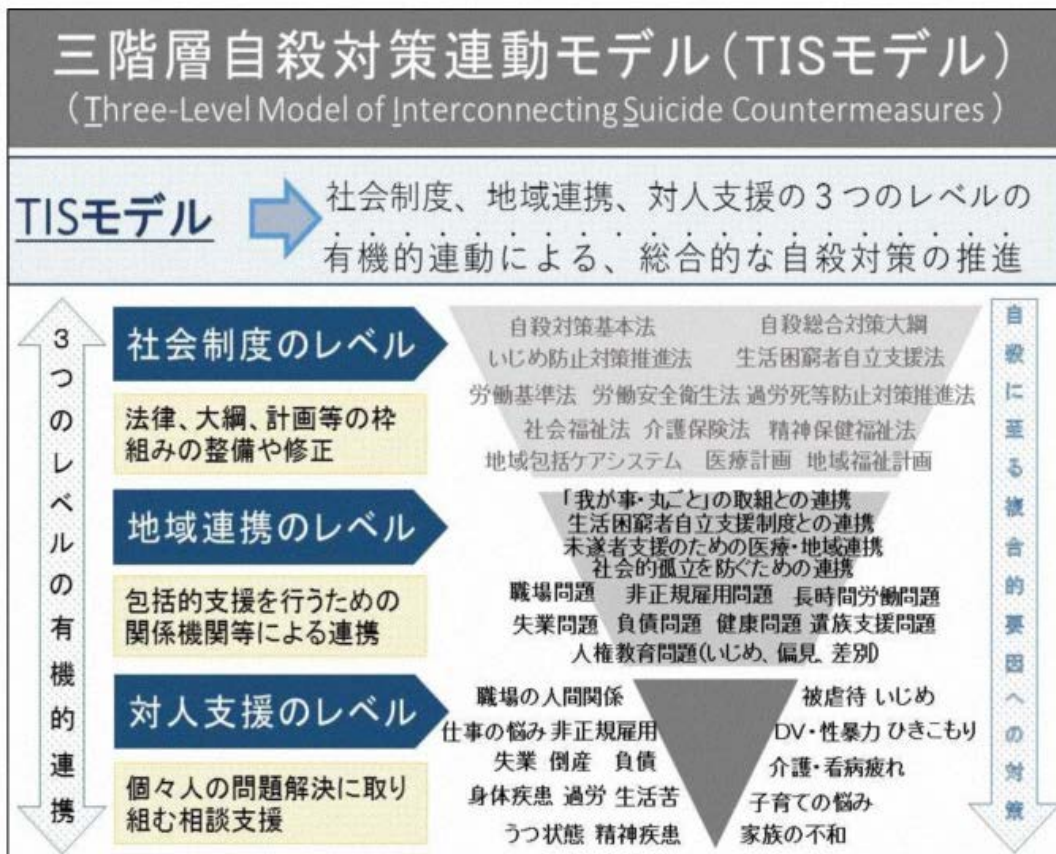 三階層自殺対策連動モデル(TISモデル)
(Three-Level Model of Interconnecting Suicide Countermeasures)
TISモデル
社会制度、地域連携、対人支援の3つのレベルの
有機的連動による、総合的な自殺対策の推進
3つのレベルの有機的連携
社会制度のレベル
法律、大綱、計画等の枠
組みの整備や修正
自殺対策基本法 自殺総合対策大綱
いじめ防止対策推進法 生活困窮者自立支援法
労働基準法 労働安全衛生法 過労死等防止対策推進法
社会福祉法 介護保険法 精神保健福祉法
地域包括ケアシステム 医療計画 地域福祉計画
地域連携のレベル
包括的支援を行うための
関係機関等による連携
「我が事・丸ごと」の取組との連携
生活困窮者自立支援制度との連携
未遂者支援のための医療・地域連携
社会的孤立を防ぐための連携
職場問題 非正規雇用問題 長時間労働問題
失業問題 負債問題 健康問題 遺族支援問題
人権教育問題(いじめ、偏見、差別)
対人支援のレベル
個々人の問題解決に取り
組む相談支援
職場の人間関係 被虐待 いじめ
仕事の悩み 非正規雇用 DV・性暴力 ひきこもり
失業 倒産 負債 介護・看病疲れ
身体疾患 過労 生活苦 子育ての悩み
うつ状態 精神疾患 家族の不和
自殺に至る複合的要因への対策